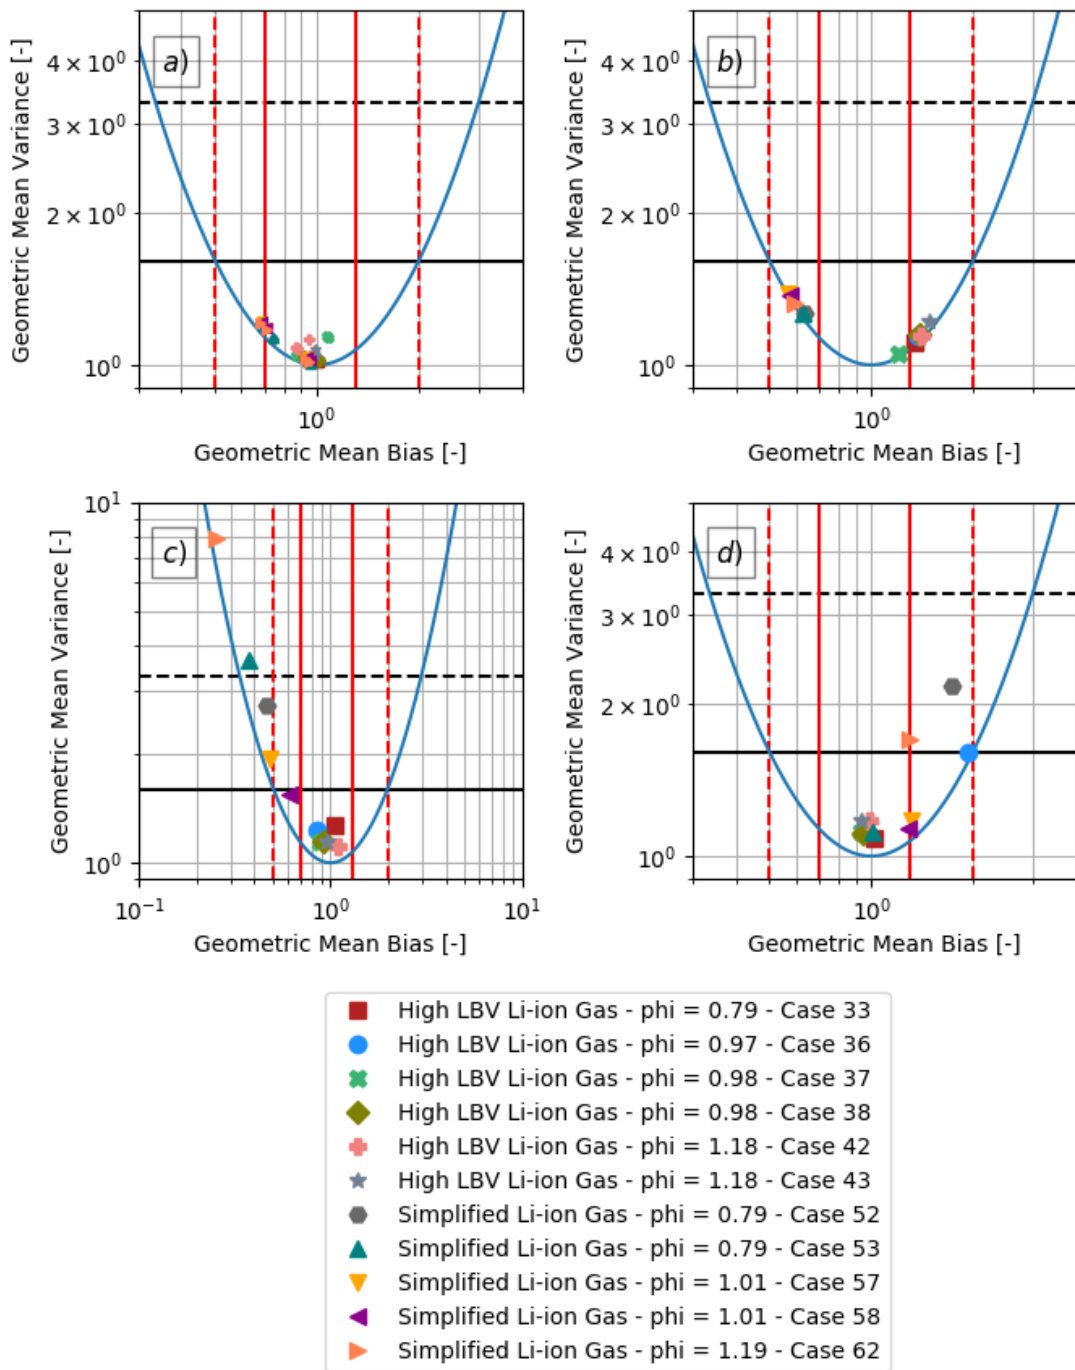 a)
Geometric Mean Variance [-]
4 × 10⁰
3 × 10⁰
2 × 10⁰
10⁰
10⁰
Geometric Mean Bias [-]
b)
Geometric Mean Variance [-]
4 × 10⁰
3 × 10⁰
2 × 10⁰
10⁰
10⁰
Geometric Mean Bias [-]
c)
Geometric Mean Variance [-]
10¹
10⁰
10⁻¹ 10⁰ 10¹
Geometric Mean Bias [-]
d)
Geometric Mean Variance [-]
4 × 10⁰
3 × 10⁰
2 × 10⁰
10⁰
10⁰
Geometric Mean Bias [-]
High LBV Li-ion Gas - phi = 0.79 - Case 33
High LBV Li-ion Gas - phi = 0.97 - Case 36
High LBV Li-ion Gas - phi = 0.98 - Case 37
High LBV Li-ion Gas - phi = 0.98 - Case 38
High LBV Li-ion Gas - phi = 1.18 - Case 42
High LBV Li-ion Gas - phi = 1.18 - Case 43
Simplified Li-ion Gas - phi = 0.79 - Case 52
Simplified Li-ion Gas - phi = 0.79 - Case 53
Simplified Li-ion Gas - phi = 1.01 - Case 57
Simplified Li-ion Gas - phi = 1.01 - Case 58
Simplified Li-ion Gas - phi = 1.19 - Case 62